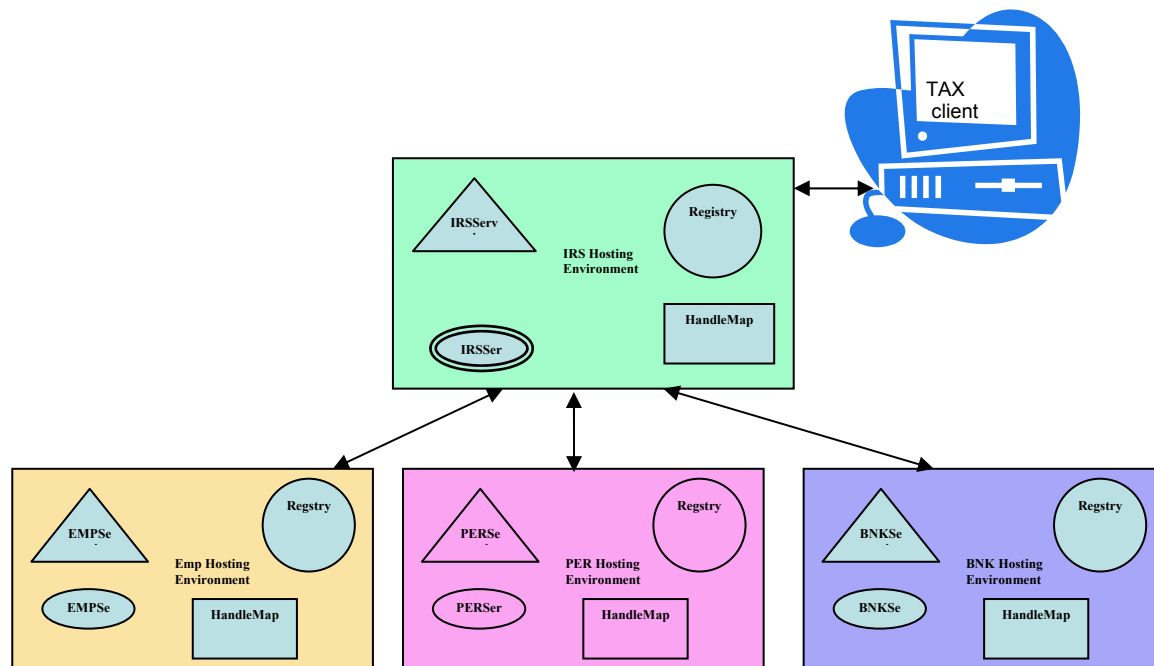 TAX
client
IRSServ
.
Registry
IRS Hosting
Environment
HandleMap
IRSSer
EMPSe
.
Regstry
Emp Hosting
Environment
EMPSe
HandleMap
PERSe
.
Regstry
PER Hosting
Environment
PERSer
HandleMap
BNKSe
.
Regstry
BNK Hosting
Environment
BNKSe
HandleMap